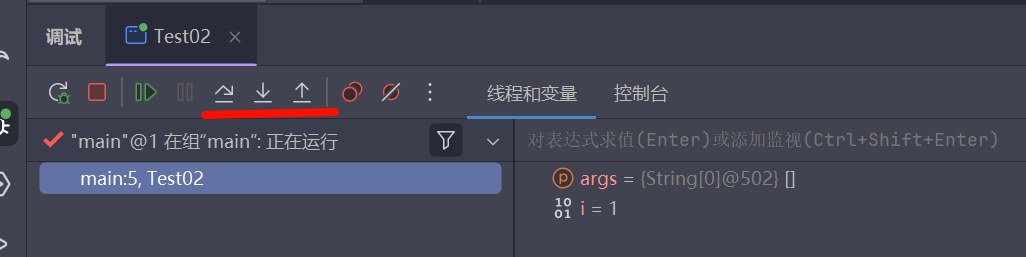 调试 Test02
线程和变量 控制台
"main"@1 在组“main”: 正在运行
对表达式求值(Enter)或添加监视(Ctrl+Shift+Enter)
main:5, Test02
args = {String[0]@502} []
i = 1